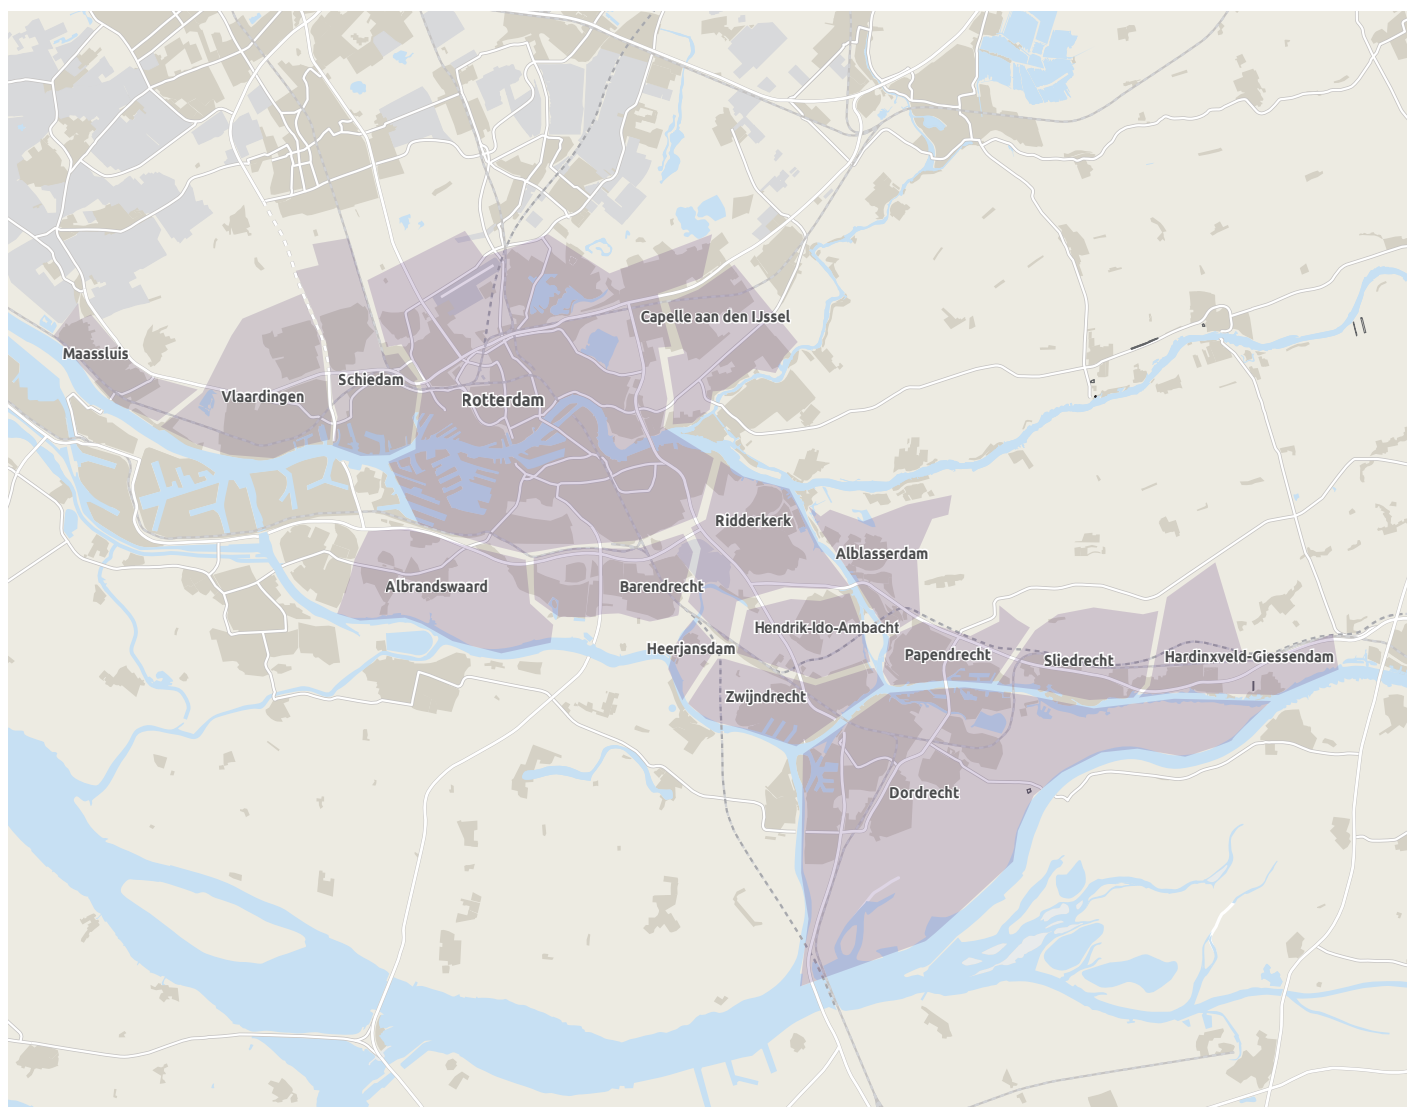 Capelle aan den IJssel
Maassluis
Schiedam
Vlaardingen
Rotterdam
Ridderkerk
Alblasserdam
Albrandswaard
Barendrecht
Hendrik-Ido-Ambacht
Heerjansdam
Papendrecht
Sliedrecht
Hardinxveld-Giessendam
Zwijndrecht
Dordrecht